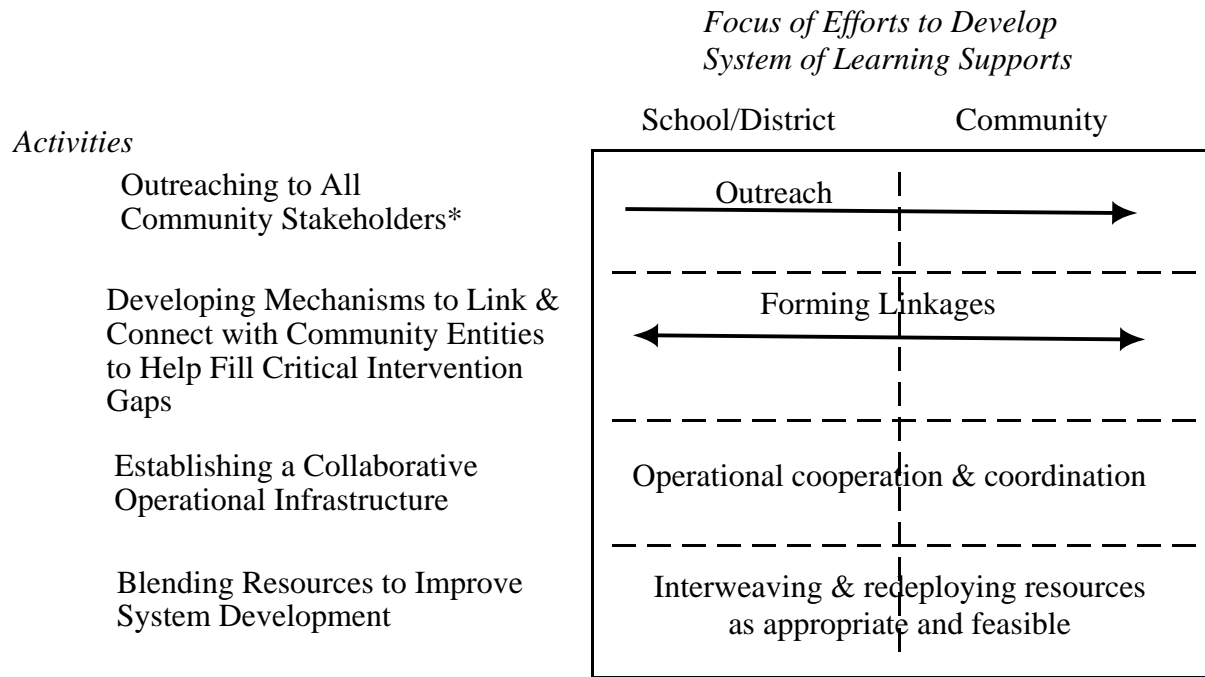 Focus of Efforts to Develop
System of Learning Supports
School/District
Community
Activities
Outreaching to All
Community Stakeholders*
Outreach
Developing Mechanisms to Link &
Connect with Community Entities
to Help Fill Critical Intervention
Gaps
Forming Linkages
Establishing a Collaborative
Operational Infrastructure
Operational cooperation & coordination
Blending Resources to Improve
System Development
Interweaving & redeploying resources
as appropriate and feasible